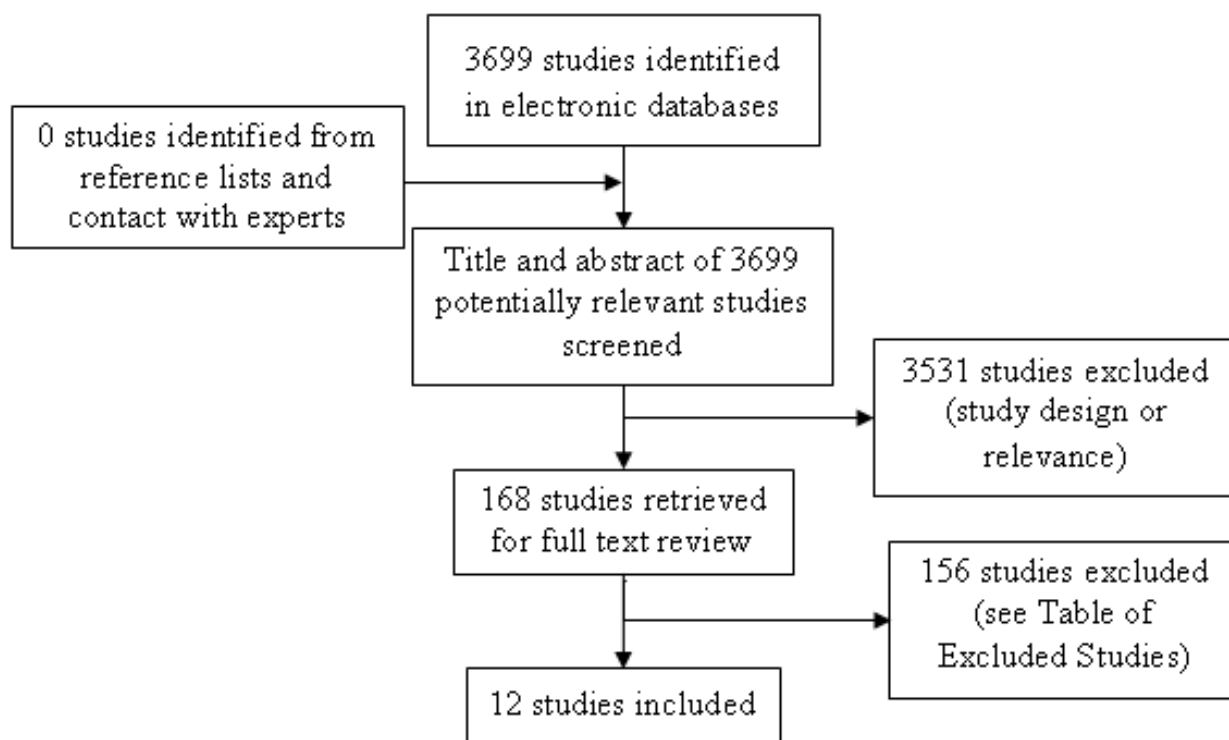 3699 studies identified
in electronic databases
0 studies identified from
reference lists and
contact with experts
Title and abstract of 3699
potentially relevant studies
screened
3531 studies excluded
(study design or
relevance)
168 studies retrieved
for full text review
156 studies excluded
(see Table of
Excluded Studies)
12 studies included